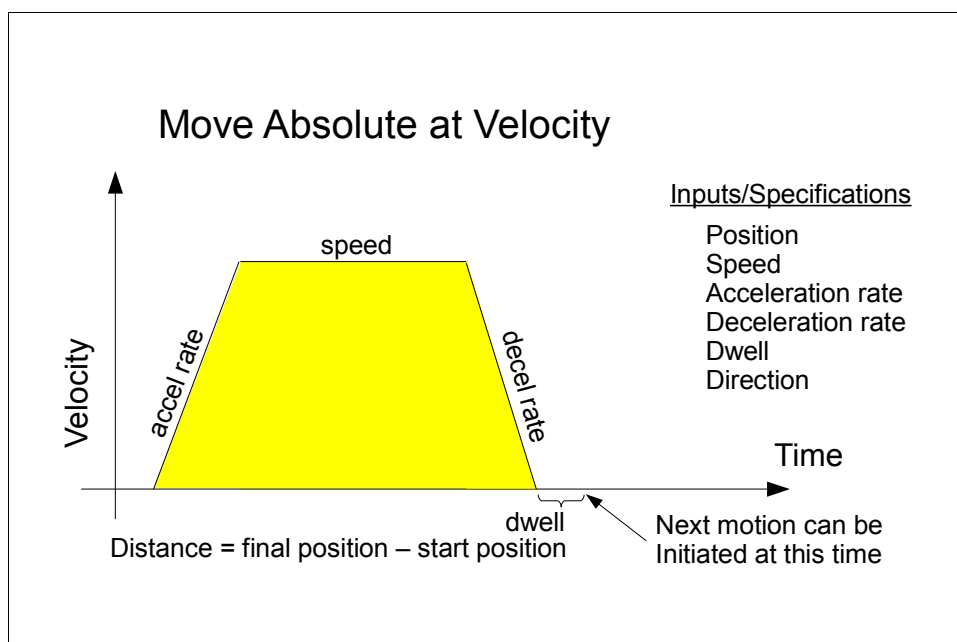 Move Absolute at Velocity
Inputs/Specifications
Position
Speed
Acceleration rate
Deceleration rate
Dwell
Direction
speed
accel rate
decel rate
Velocity
Time
dwell
Next motion can be
Initiated at this time
Distance = final position – start position